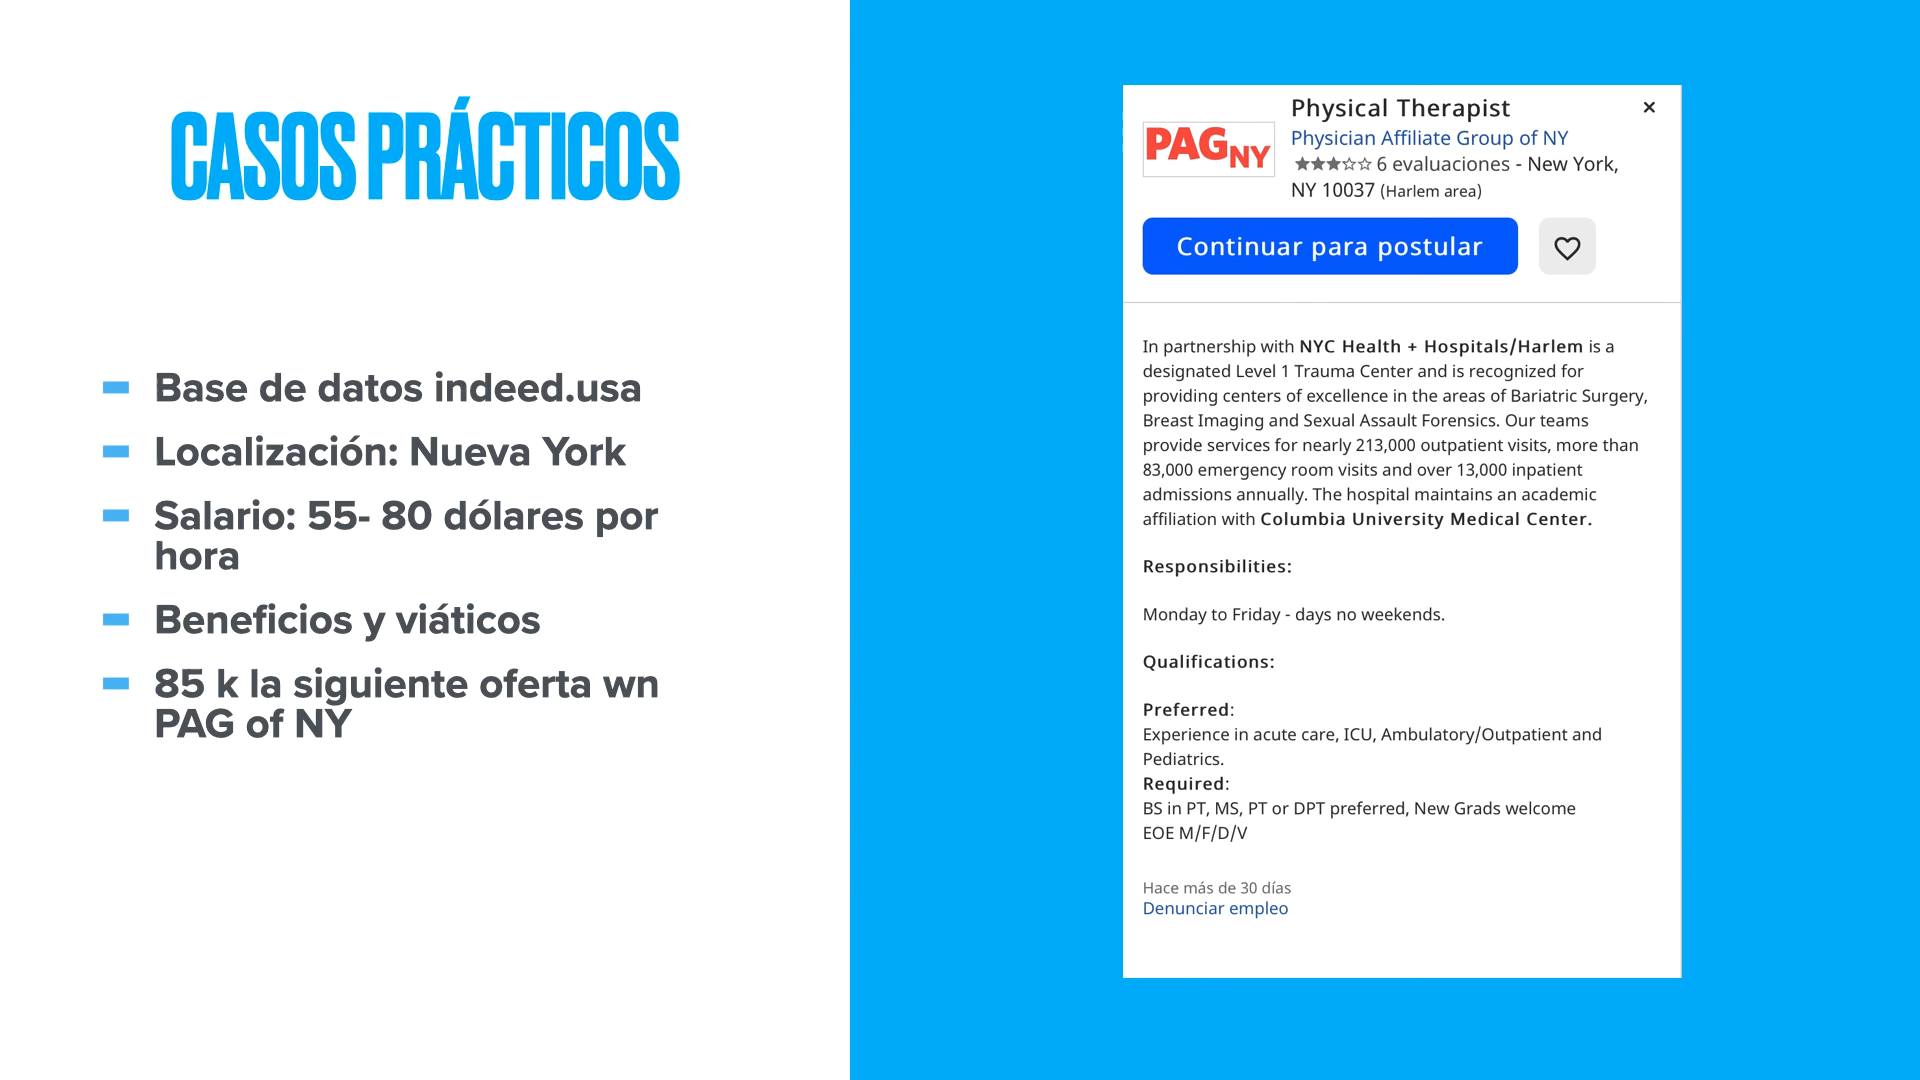 CASOS PRÁCTICOS
Base de datos indeed.usa
Localización: Nueva York
Salario: 55- 80 dólares por
hora
Beneficios y viáticos
85 k la siguiente oferta wn
PAG of NY
PAGNY
Physical Therapist
Physician Affiliate Group of NY
★★★☆☆ 6 evaluaciones - New York,
NY 10037 (Harlem area)
Continuar para postular
In partnership with NYC Health + Hospitals/Harlem is a
designated Level 1 Trauma Center and is recognized for
providing centers of excellence in the areas of Bariatric Surgery,
Breast Imaging and Sexual Assault Forensics. Our teams
provide services for nearly 213,000 outpatient visits, more than
83,000 emergency room visits and over 13,000 inpatient
admissions annually. The hospital maintains an academic
affiliation with Columbia University Medical Center.
Responsibilities:
Monday to Friday - days no weekends.
Qualifications:
Preferred:
Experience in acute care, ICU, Ambulatory/Outpatient and
Pediatrics.
Required:
BS in PT, MS, PT or DPT preferred, New Grads welcome
EOE M/F/D/V
Hace más de 30 días
Denunciar empleo